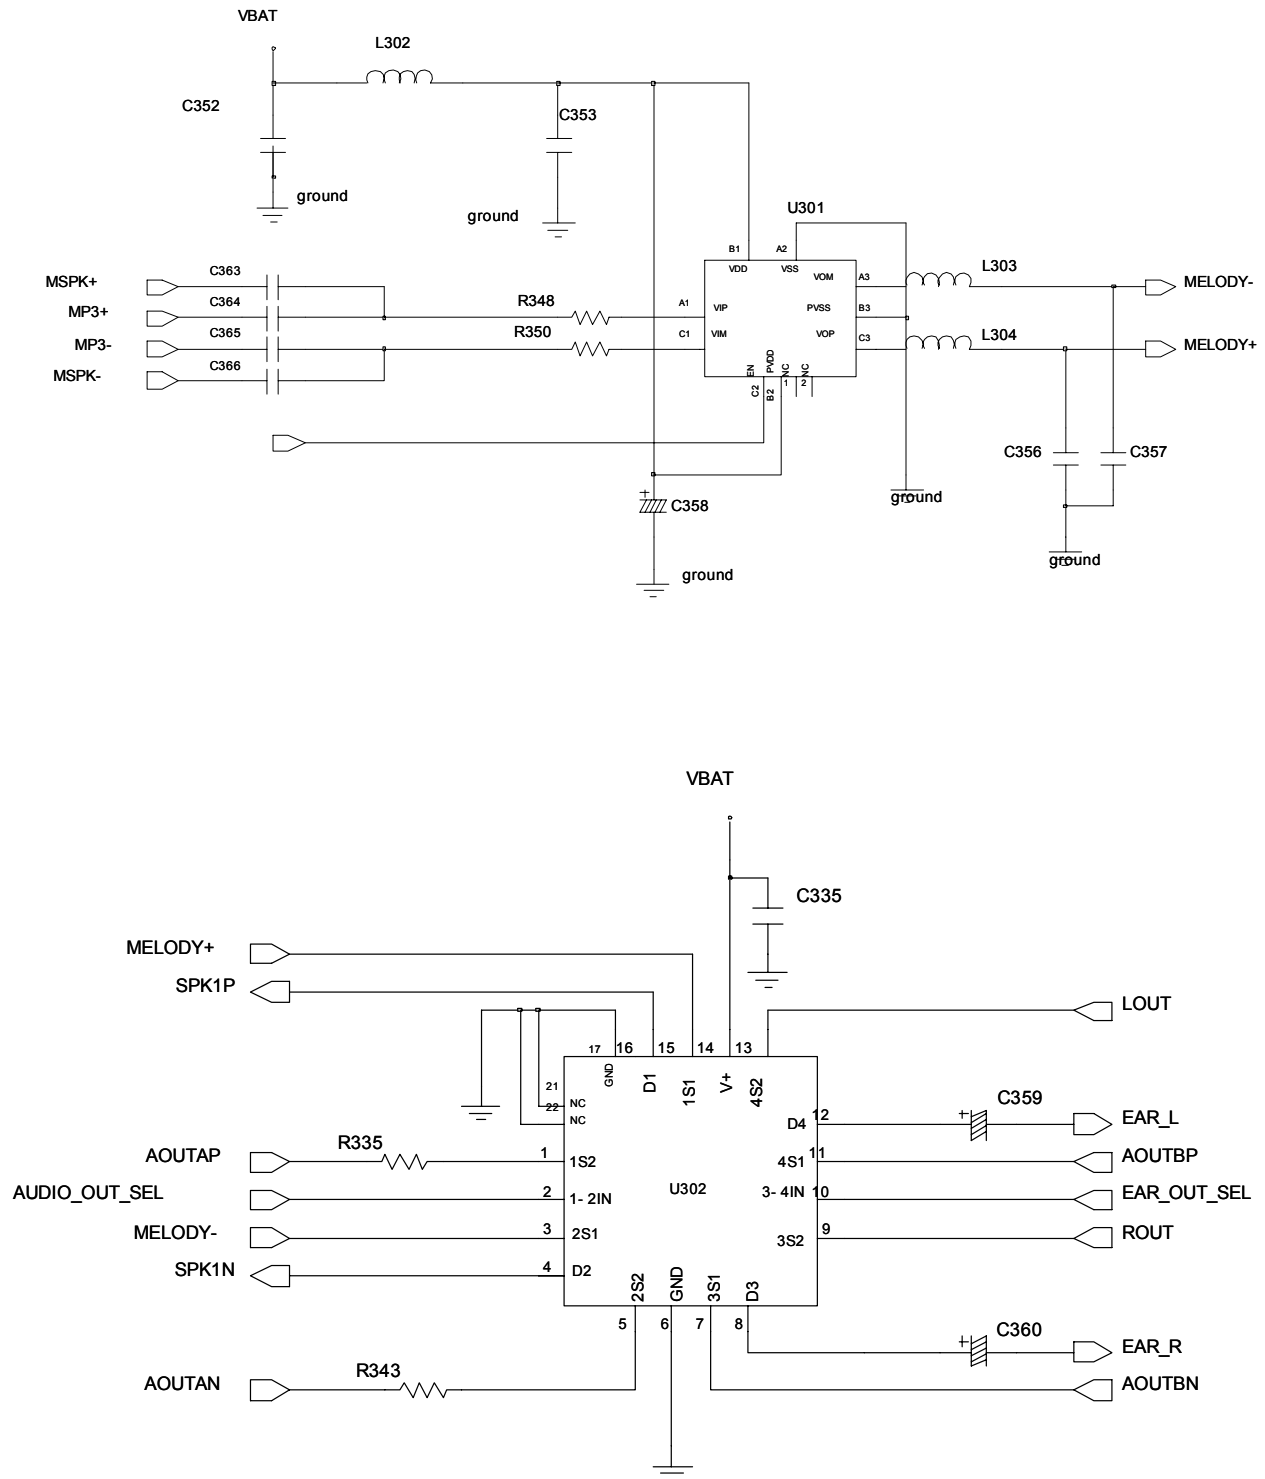 VBAT
L302
C352
C353
ground
ground
U301
B1
A2
VDD
VSS
MSPK+
C363
VOM
A3
L303
MELODY-
MP3+
C364
R348
A1
VIP
PVSS
B3
MP3-
C365
R350
C1
VIM
VOP
C3
L304
MELODY+
MSPK-
C366
EN
PVDD
NC
NC
C2
B2
1
2
C356
C357
+
C358
ground
ground
ground
VBAT
C335
MELODY+
SPK1P
LOUT
17
16
15
14
13
GND
D1
1S1
V+
4S2
21
NC
22
NC
D4
12
+
C359
EAR_L
AOUTAP
R335
1
1S2
4S1
11
AOUTBP
AUDIO_OUT_SEL
2
1- 2IN
U302
3- 4IN
10
EAR_OUT_SEL
MELODY-
3
2S1
3S2
9
ROUT
SPK1N
4
D2
2S2
GND
3S1
D3
5
6
7
8
+
C360
EAR_R
AOUTAN
R343
AOUTBN